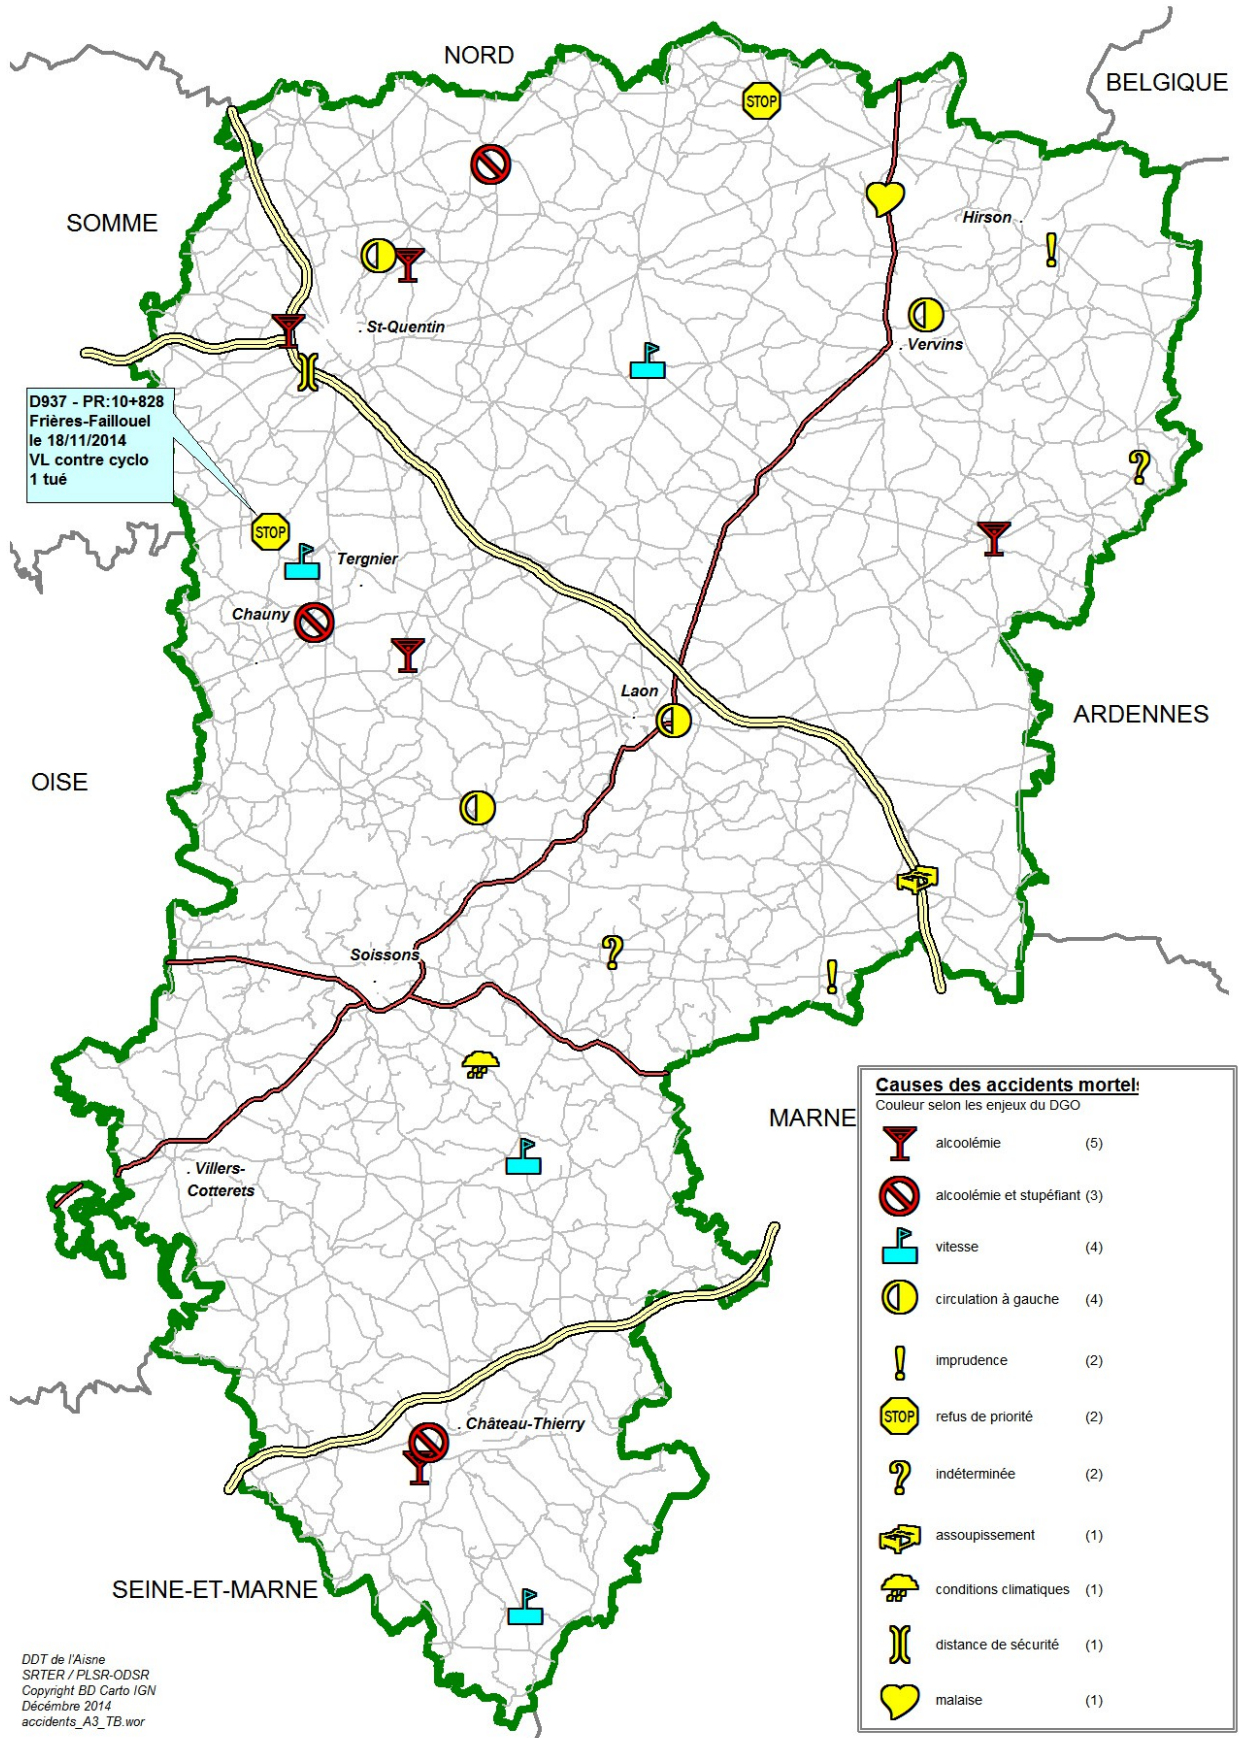 NORD
BELGIQUE
STOP
SOMME
Hirson
St-Quentin
Vervins
D937 - PR:10+828
Frières-Faillouel
le 18/11/2014
VL contre cyclo
1 tué
STOP
Tergnier
Chauny
Laon
ARDENNES
OISE
Soissons
MARNE
Villers-
Cotterets
Château-Thierry
SEINE-ET-MARNE
Causes des accidents mortels
Couleur selon les enjeux du DGO
alcoolémie (5)
alcoolémie et stupéfiant (3)
vitesse (4)
circulation à gauche (4)
imprudence (2)
STOP refus de priorité (2)
indéterminée (2)
assoupissement (1)
conditions climatiques (1)
distance de sécurité (1)
malaise (1)
DDT de l'Aisne
SRTER / PLSR-ODSR
Copyright BD Carto IGN
Décémbre 2014
accidents_A3_TB.wor